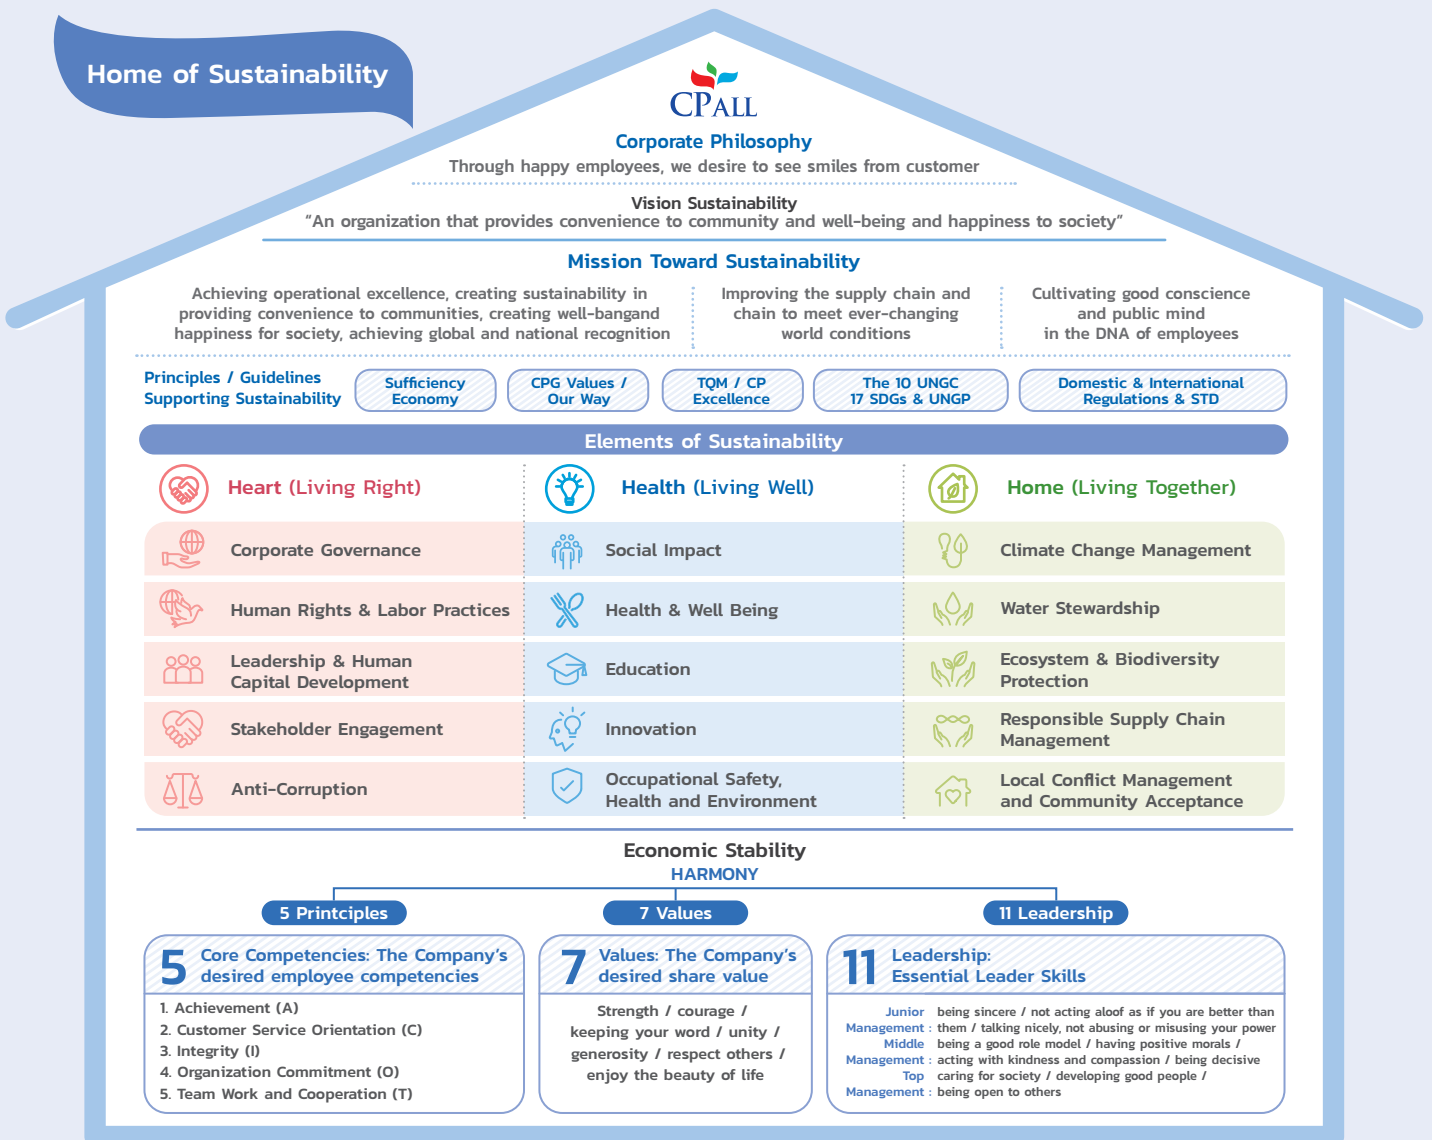 Home of Sustainability
CPALL
Corporate Philosophy
Through happy employees, we desire to see smiles from customer
Vision Sustainability
“An organization that provides convenience to community and well-being and happiness to society”
Mission Toward Sustainability
Achieving operational excellence, creating sustainability in
providing convenience to communities, creating well-bangand
happiness for society, achieving global and national recognition
Improving the supply chain and
chain to meet ever-changing
world conditions
Cultivating good conscience
and public mind
in the DNA of employees
Principles / Guidelines
Supporting Sustainability
Sufficiency
Economy
CPG Values /
Our Way
TQM / CP
Excellence
The 10 UNGC
17 SDGs & UNGP
Domestic & International
Regulations & STD
Elements of Sustainability
Heart (Living Right)
Corporate Governance
Human Rights & Labor Practices
Leadership & Human
Capital Development
Stakeholder Engagement
Anti-Corruption
Health (Living Well)
Social Impact
Health & Well Being
Education
Innovation
Occupational Safety,
Health and Environment
Home (Living Together)
Climate Change Management
Water Stewardship
Ecosystem & Biodiversity
Protection
Responsible Supply Chain
Management
Local Conflict Management
and Community Acceptance
Economic Stability
HARMONY
5 Printciples
7 Values
11 Leadership
5 Core Competencies: The Company’s
desired employee competencies
1. Achievement (A)
2. Customer Service Orientation (C)
3. Integrity (I)
4. Organization Commitment (O)
5. Team Work and Cooperation (T)
7 Values: The Company’s
desired share value
Strength / courage /
keeping your word / unity /
generosity / respect others /
enjoy the beauty of life
11 Leadership:
Essential Leader Skills
Junior being sincere / not acting aloof as if you are better than
Management : them / talking nicely, not abusing or misusing your power
Middle being a good role model / having positive morals /
Management : acting with kindness and compassion / being decisive
Top caring for society / developing good people /
Management : being open to others